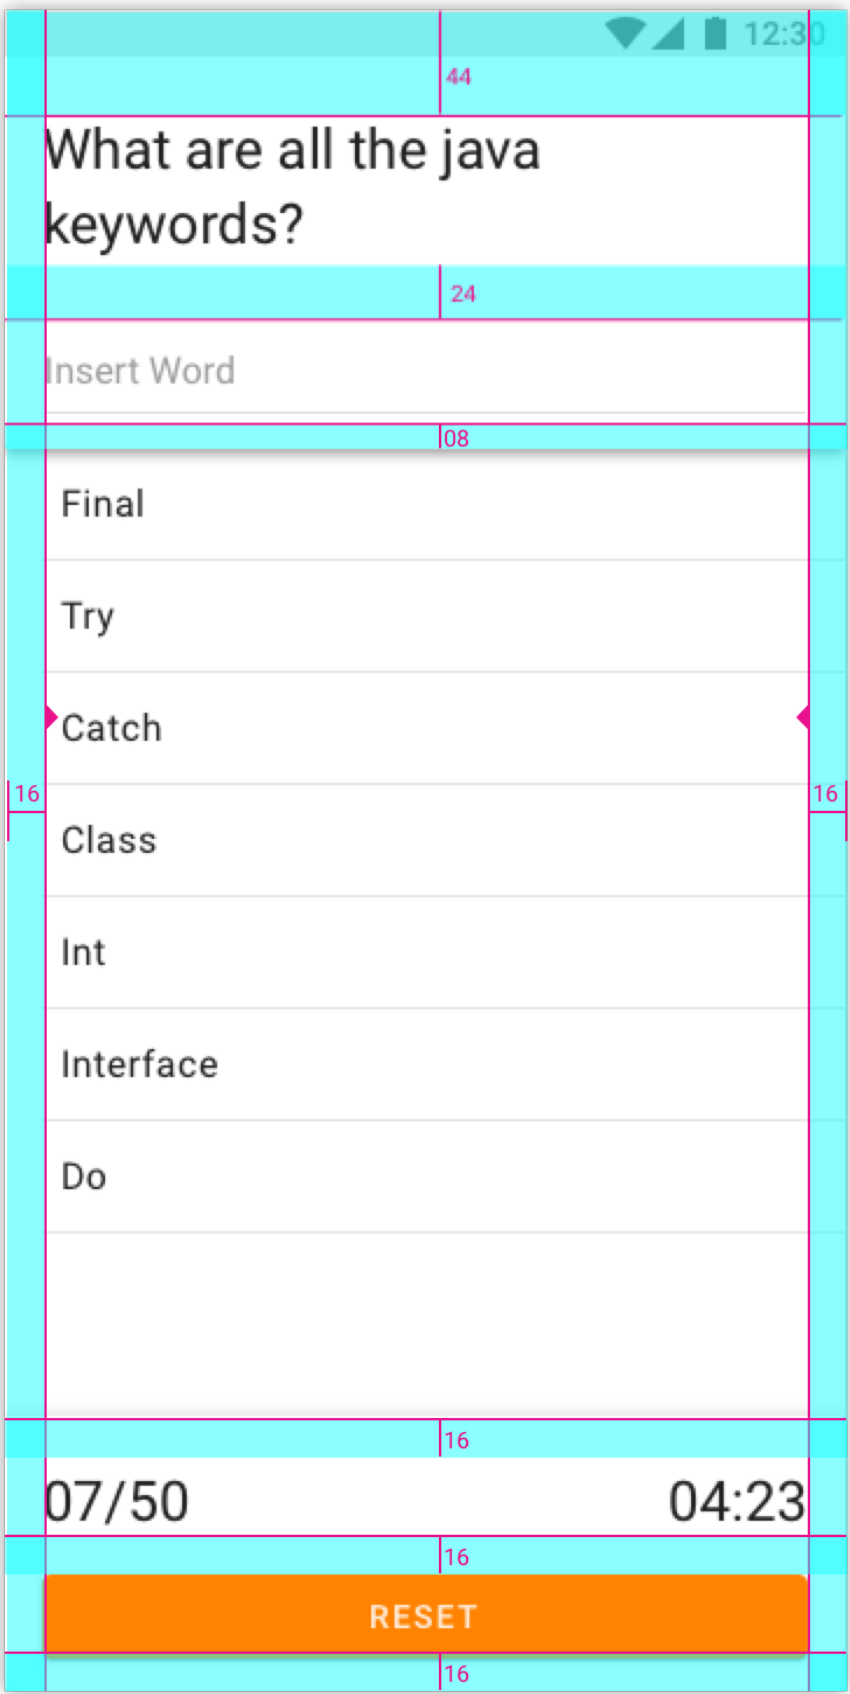 12:30
44
What are all the java
keywords?
24
Insert Word
08
Final
Try
Catch
16
16
Class
Int
Interface
Do
16
07/50
04:23
16
RESET
16